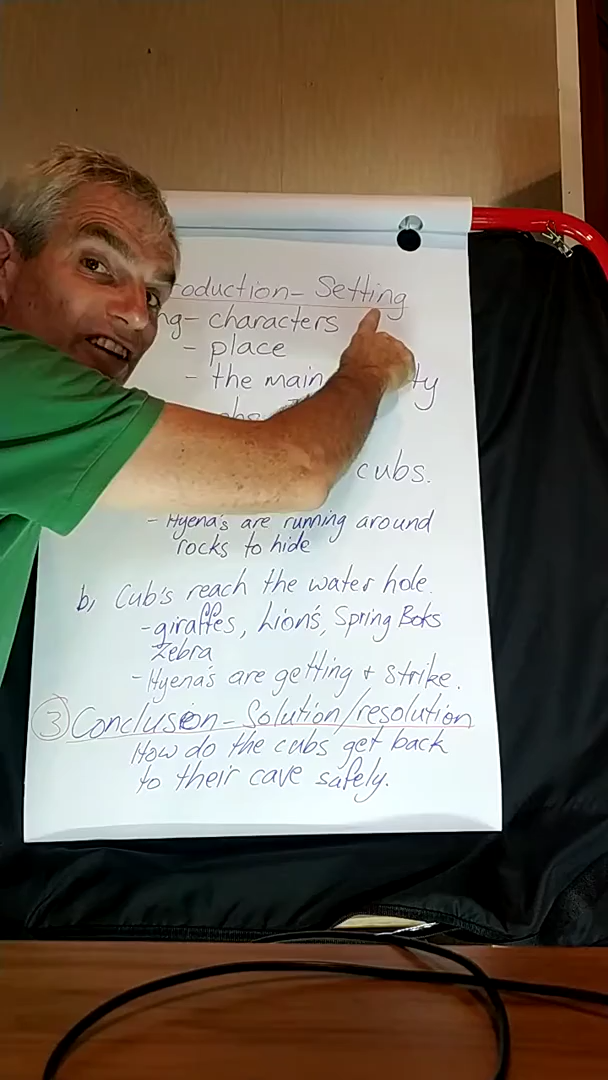 roduction - Setting
ng - characters
- place
- the main ty
cubs.
- Hyena's are running around
rocks to hide
b, Cub's reach the water hole.
- giraffes, Lion's, Spring Boks
zebra
- Hyena's are getting + strike.
3 Conclusion - Solution/resolution
How do the cubs get back
to their cave safely.